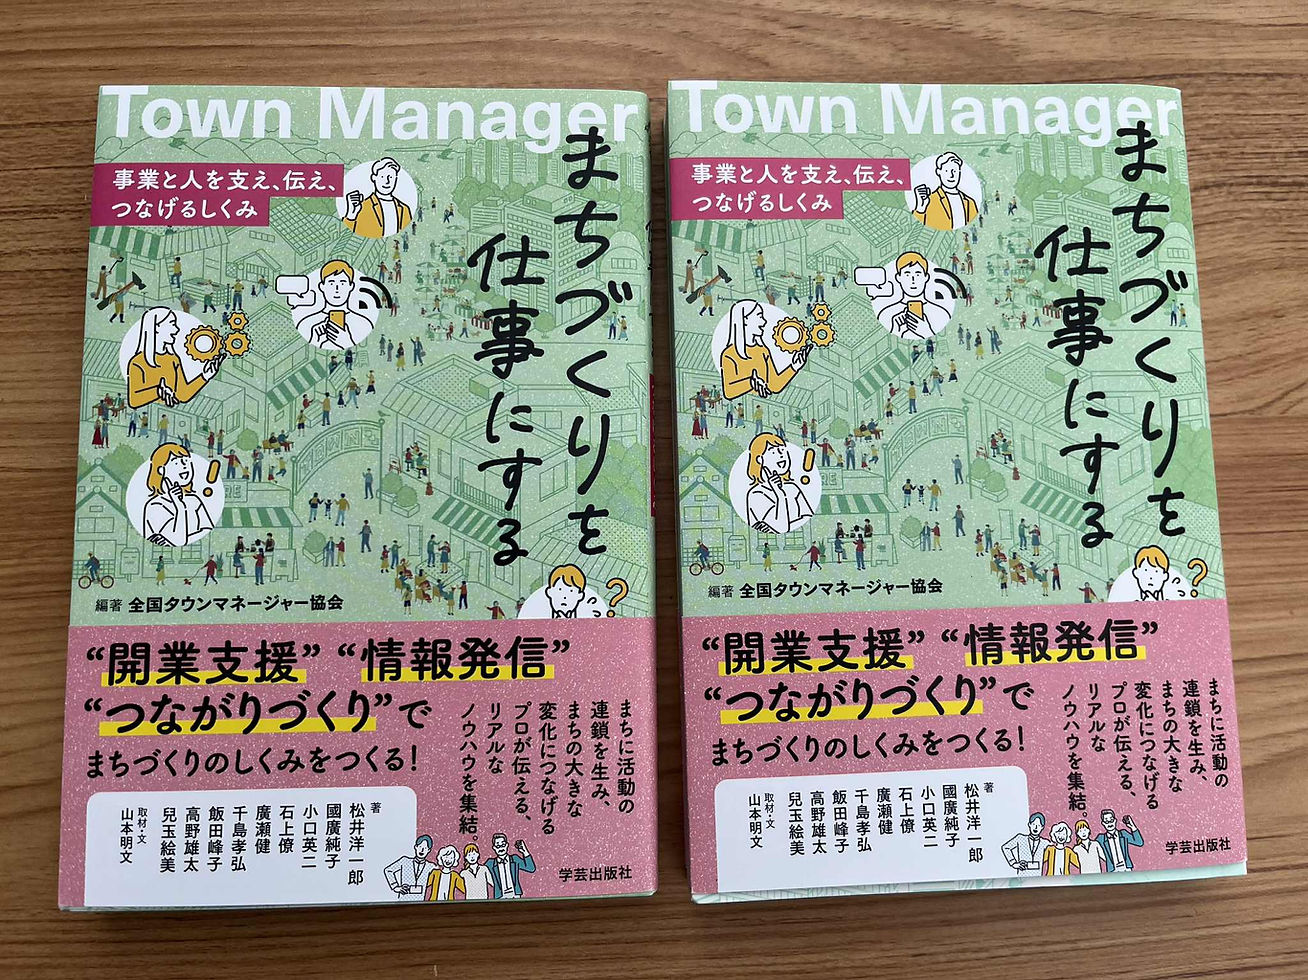 Town Manager
事業と人を支え、伝え、
つなげるしくみ
まちづくりを
仕事にする
編著 全国タウンマネージャー協会
“開業支援” “情報発信”
“つながりづくり”で
まちづくりのしくみをつくる!
まちに活動の
連鎖を生み、
まちの大きな
変化につなげる
プロが伝える、
リアルな
ノウハウを集結。
著
松井洋一郎
國廣純子
小口英二
石上僚
廣瀬健
千島孝弘
飯田峰子
高野雄太
兒玉絵美
取材・文
山本明文
学芸出版社
Town Manager
事業と人を支え、伝え、
つなげるしくみ
まちづくりを
仕事にする
編著 全国タウンマネージャー協会
“開業支援” “情報発信”
“つながりづくり”で
まちづくりのしくみをつくる!
まちに活動の
連鎖を生み、
まちの大きな
変化につなげる
プロが伝える、
リアルな
ノウハウを集結。
著
松井洋一郎
國廣純子
小口英二
石上僚
廣瀬健
千島孝弘
飯田峰子
高野雄太
兒玉絵美
取材・文
山本明文
学芸出版社